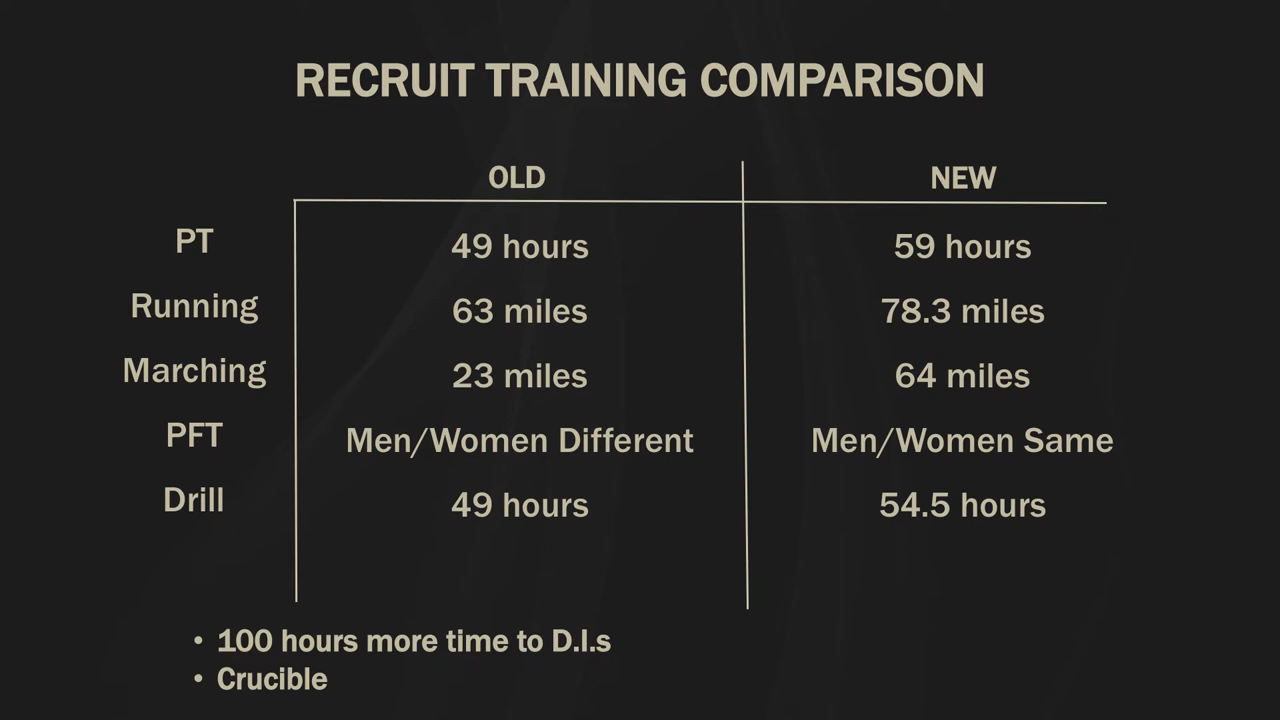 RECRUIT TRAINING COMPARISON
OLD NEW
PT 49 hours 59 hours
Running 63 miles 78.3 miles
Marching 23 miles 64 miles
PFT Men/Women Different Men/Women Same
Drill 49 hours 54.5 hours
• 100 hours more time to D.I.s
• Crucible